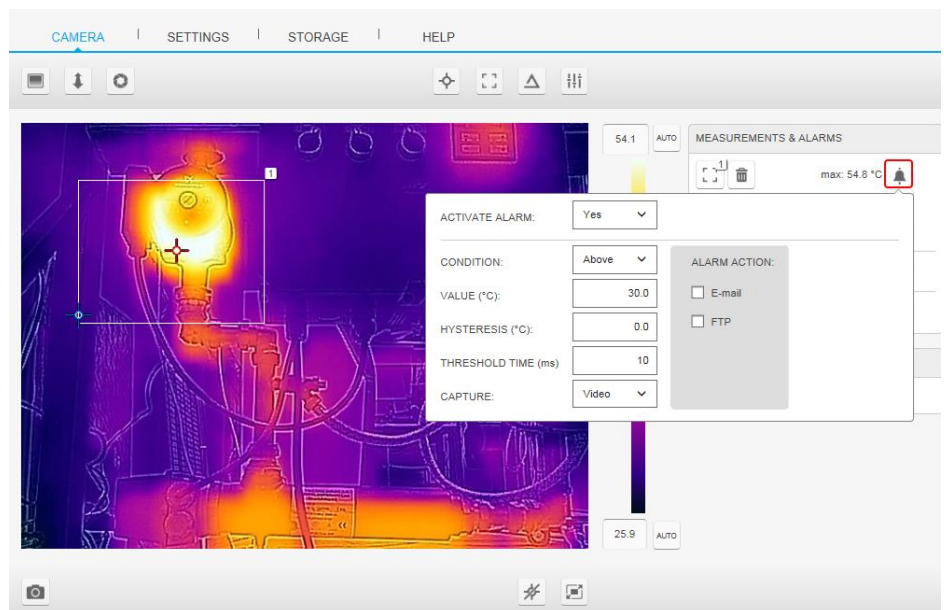 CAMERA | SETTINGS | STORAGE | HELP
54.1 AUTO
MEASUREMENTS & ALARMS
1
1
max: 54.8 °C
ACTIVATE ALARM: Yes
CONDITION: Above
VALUE (°C): 30.0
HYSTERESIS (°C): 0.0
THRESHOLD TIME (ms) 10
CAPTURE: Video
ALARM ACTION:
E-mail
FTP
25.9 AUTO